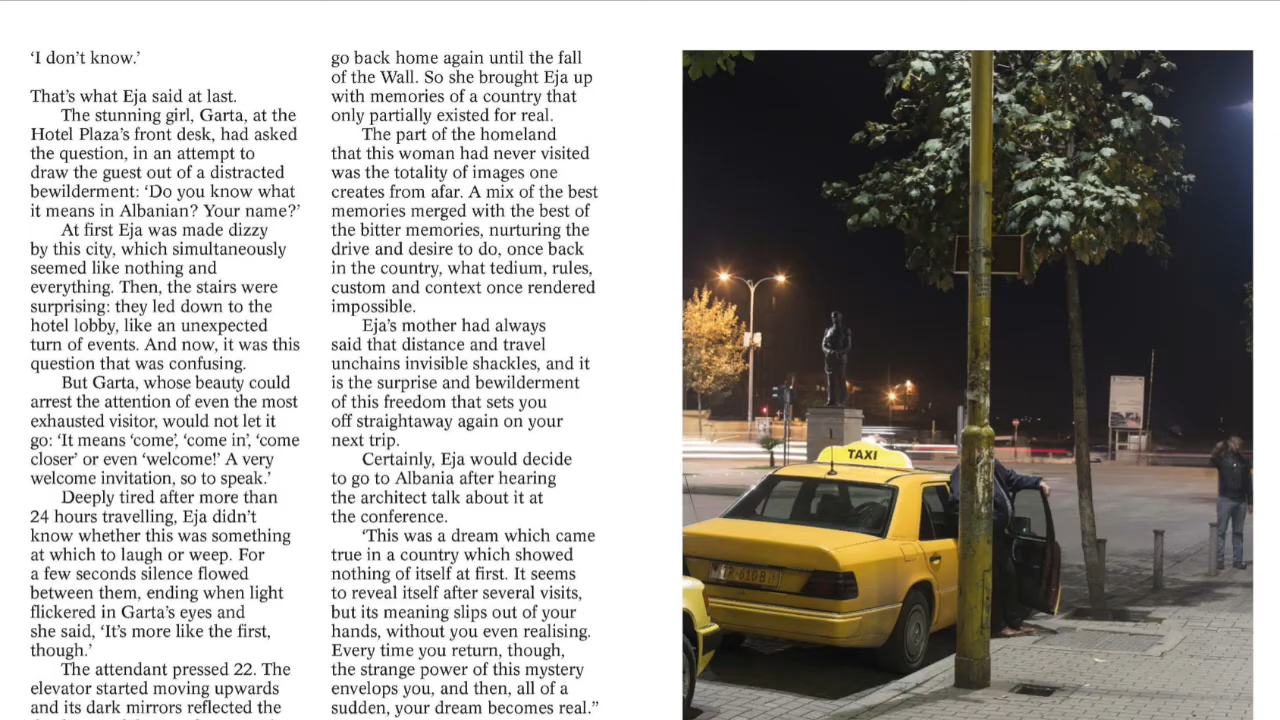 ‘I don’t know.’
That’s what Eja said at last.
The stunning girl, Garta, at the
Hotel Plaza’s front desk, had asked
the question, in an attempt to
draw the guest out of a distracted
bewilderment: ‘Do you know what
it means in Albanian? Your name?’
At first Eja was made dizzy
by this city, which simultaneously
seemed like nothing and
everything. Then, the stairs were
surprising: they led down to the
hotel lobby, like an unexpected
turn of events. And now, it was this
question that was confusing.
But Garta, whose beauty could
arrest the attention of even the most
exhausted visitor, would not let it
go: ‘It means ‘come’, ‘come in’, ‘come
closer’ or even ‘welcome!’ A very
welcome invitation, so to speak.’
Deeply tired after more than
24 hours travelling, Eja didn’t
know whether this was something
at which to laugh or weep. For
a few seconds silence flowed
between them, ending when light
flickered in Garta’s eyes and
she said, ‘It’s more like the first,
though.’
The attendant pressed 22. The
elevator started moving upwards
and its dark mirrors reflected the
go back home again until the fall
of the Wall. So she brought Eja up
with memories of a country that
only partially existed for real.
The part of the homeland
that this woman had never visited
was the totality of images one
creates from afar. A mix of the best
memories merged with the best of
the bitter memories, nurturing the
drive and desire to do, once back
in the country, what tedium, rules,
custom and context once rendered
impossible.
Eja’s mother had always
said that distance and travel
unchains invisible shackles, and it
is the surprise and bewilderment
of this freedom that sets you
off straightaway again on your
next trip.
Certainly, Eja would decide
to go to Albania after hearing
the architect talk about it at
the conference.
‘This was a dream which came
true in a country which showed
nothing of itself at first. It seems
to reveal itself after several visits,
but its meaning slips out of your
hands, without you even realising.
Every time you return, though,
the strange power of this mystery
envelops you, and then, all of a
sudden, your dream becomes real.”
TAXI